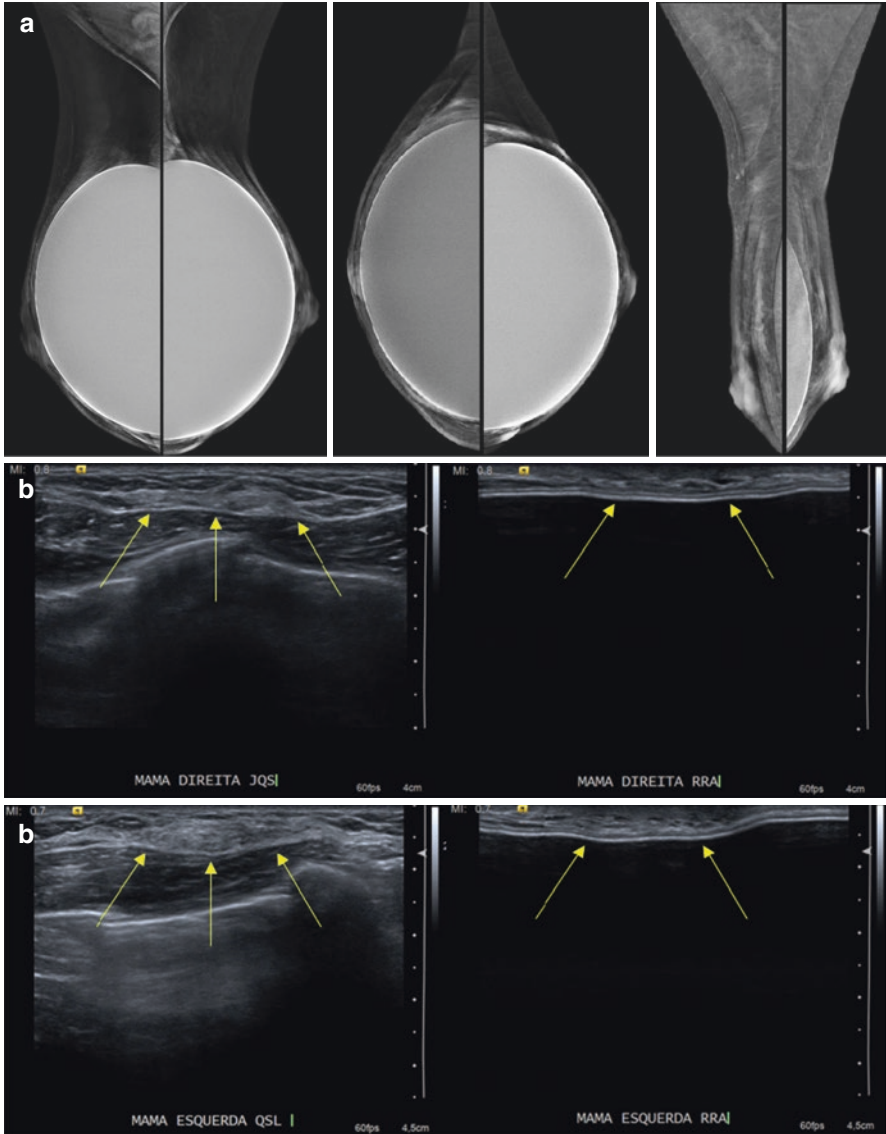 a
b
MI: 0.8
MI: 0.8
MAMA DIREITA JQS
60fps 4cm
MAMA DIREITA RRA
60fps 4cm
b
MI: 0.7
MI: 0.7
MAMA ESQUERDA QSL
60fps 4,5cm
MAMA ESQUERDA RRA
60fps 4,5cm